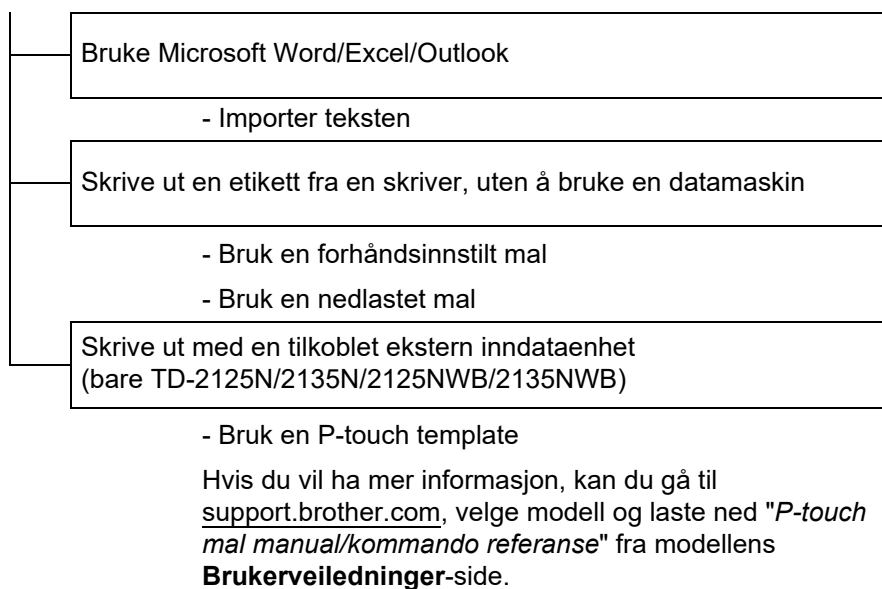 Bruke Microsoft Word/Excel/Outlook
- Importer teksten
Skrive ut en etikett fra en skriver, uten å bruke en datamaskin
- Bruk en forhåndsinnstilt mal
- Bruk en nedlastet mal
Skrive ut med en tilkoblet ekstern inndataenhet
(bare TD-2125N/2135N/2125NWB/2135NWB)
- Bruk en P-touch template
Hvis du vil ha mer informasjon, kan du gå til
support.brother.com, velge modell og laste ned "P-touch
mal manual/kommando referanse" fra modellens
Brukerveiledninger-side.